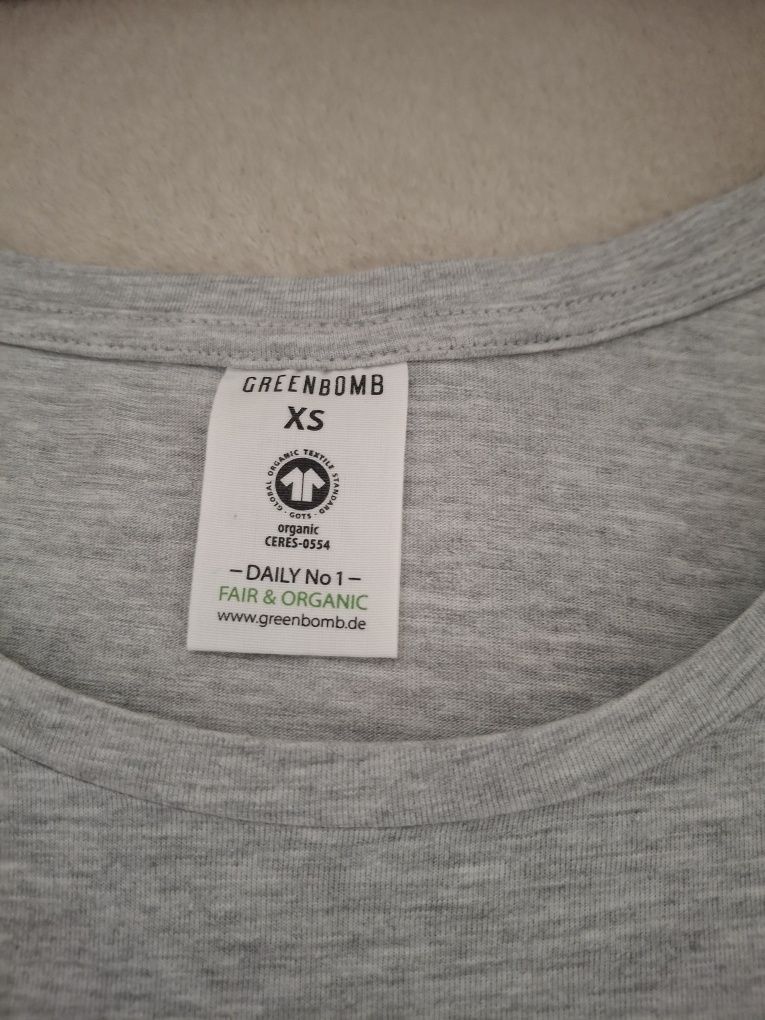 GREENBOMB
XS
GLOBAL ORGANIC TEXTILE STANDARD
· GOTS ·
organic
CERES-0554
– DAILY No 1 –
FAIR & ORGANIC
www.greenbomb.de